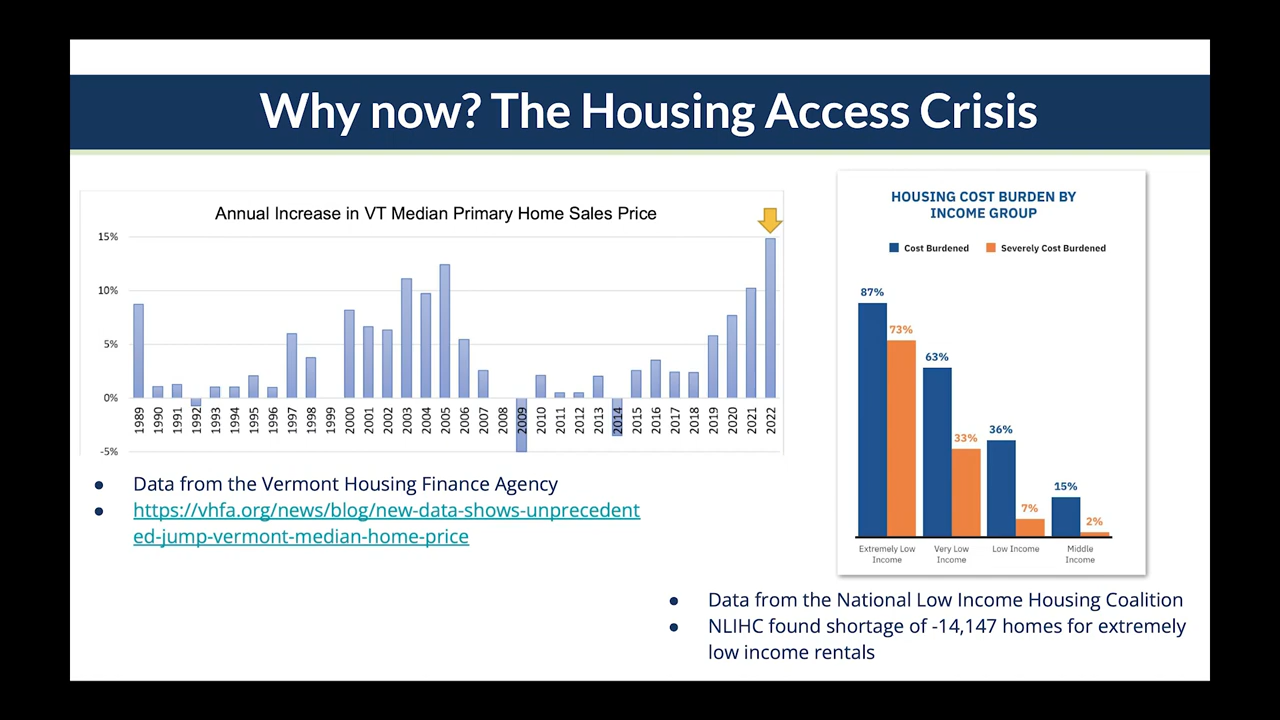 Why now? The Housing Access Crisis
Annual Increase in VT Median Primary Home Sales Price
15%
10%
5%
0%
-5%
1989
1990
1991
1992
1993
1994
1995
1996
1997
1998
1999
2000
2001
2002
2003
2004
2005
2006
2007
2008
2009
2010
2011
2012
2013
2014
2015
2016
2017
2018
2019
2020
2021
2022
● Data from the Vermont Housing Finance Agency
● https://vhfa.org/news/blog/new-data-shows-unprecedent
ed-jump-vermont-median-home-price
HOUSING COST BURDEN BY
INCOME GROUP
Cost Burdened
Severely Cost Burdened
87%
73%
63%
33%
36%
7%
15%
2%
Extremely Low
Income
Very Low
Income
Low Income
Middle
Income
● Data from the National Low Income Housing Coalition
● NLIHC found shortage of -14,147 homes for extremely
low income rentals